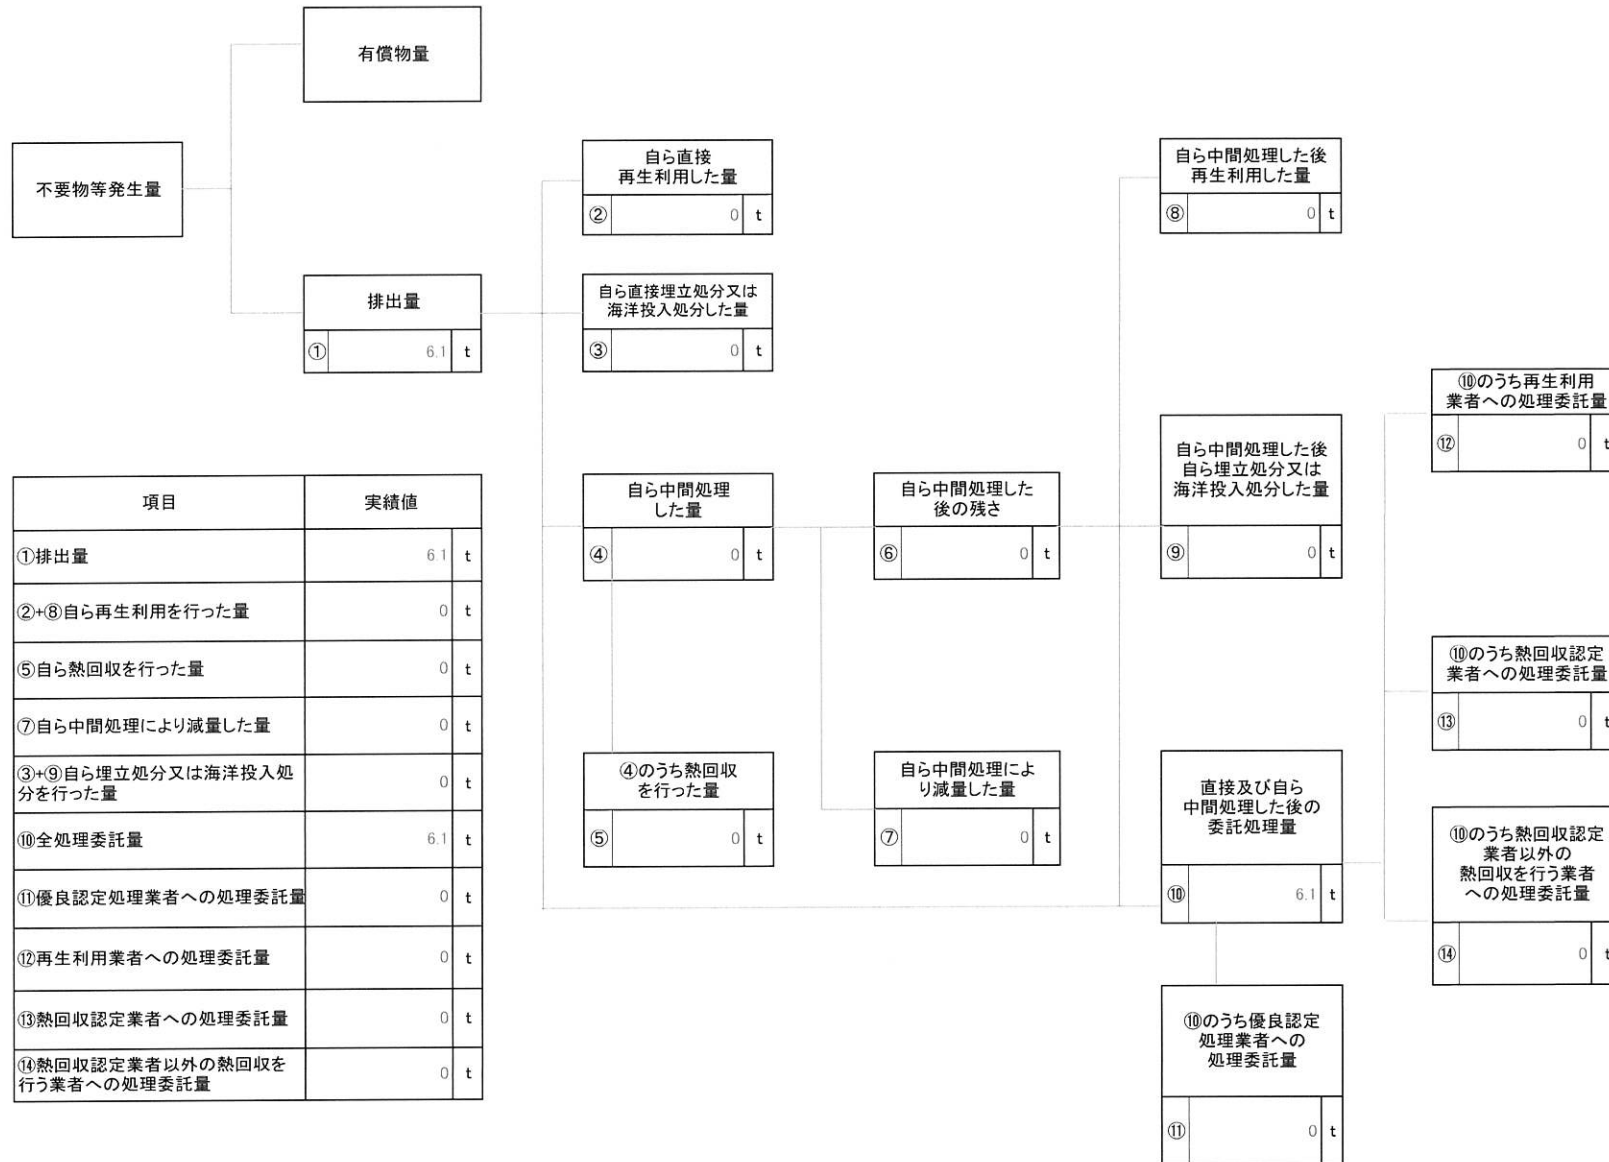 有償物量
不要物等発生量
排出量
① 6.1 t
自ら直接
再生利用した量
② 0 t
自ら直接埋立処分又は
海洋投入処分した量
③ 0 t
自ら中間処理
した量
④ 0 t
④のうち熱回収
を行った量
⑤ 0 t
自ら中間処理した
後の残さ
⑥ 0 t
自ら中間処理によ
り減量した量
⑦ 0 t
自ら中間処理した後
再生利用した量
⑧ 0 t
自ら中間処理した後
自ら埋立処分又は
海洋投入処分した量
⑨ 0 t
直接及び自ら
中間処理した後の
委託処理量
⑩ 6.1 t
⑩のうち優良認定
処理業者への
処理委託量
⑪ 0 t
⑩のうち再生利用
業者への処理委託量
⑫ 0 t
⑩のうち熱回収認定
業者への処理委託量
⑬ 0 t
⑩のうち熱回収認定
業者以外の
熱回収を行う業者
への処理委託量
⑭ 0 t
項目 実績値
①排出量 6.1 t
②+⑧自ら再生利用を行った量 0 t
⑤自ら熱回収を行った量 0 t
⑦自ら中間処理により減量した量 0 t
③+⑨自ら埋立処分又は海洋投入処
分を行った量 0 t
⑩全処理委託量 6.1 t
⑪優良認定処理業者への処理委託量 0 t
⑫再生利用業者への処理委託量 0 t
⑬熱回収認定業者への処理委託量 0 t
⑭熱回収認定業者以外の熱回収を
行う業者への処理委託量 0 t